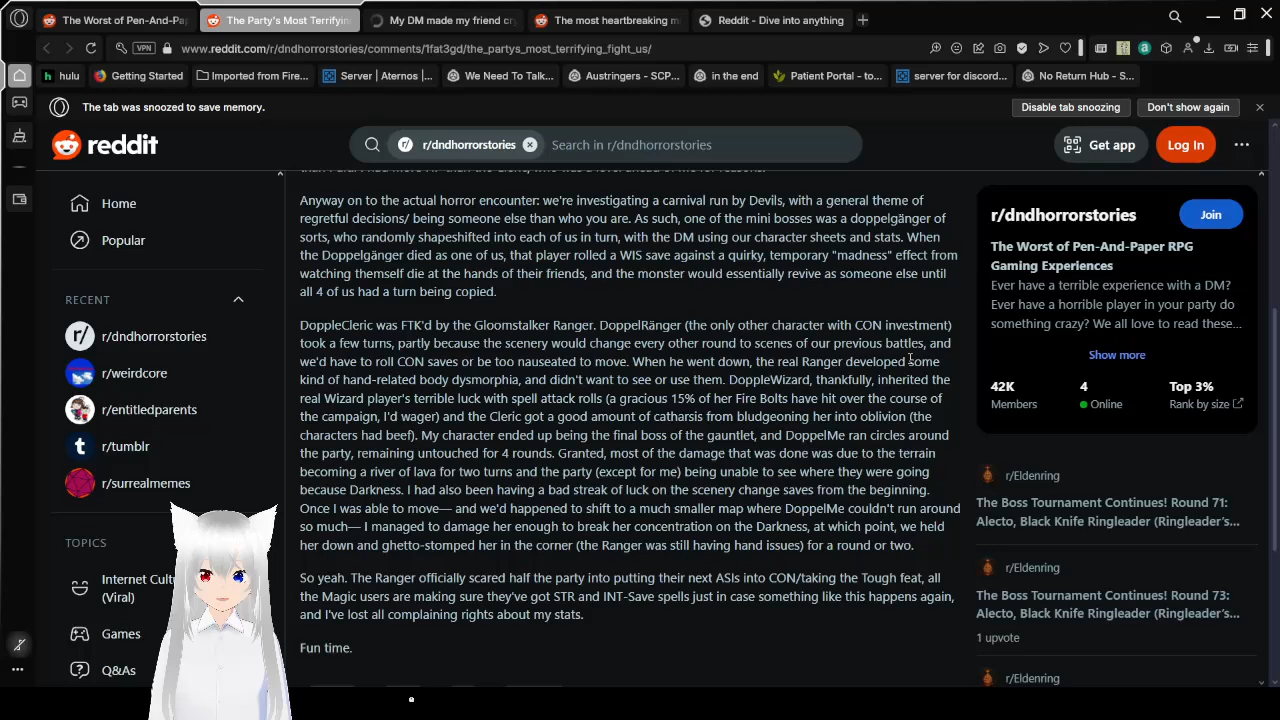 The Worst of Pen-And-Pa
The Party's Most Terrifyin
My DM made my friend cr
The most heartbreaking m
Reddit - Dive into anything
VPN
www.reddit.com/r/dndhorrorstories/comments/1fat3gd/the_partys_most_terrifying_fight_us/
hulu
Getting Started
Imported from Fire...
Server | Aternos |...
We Need To Talk...
Austringers - SCP...
in the end
Patient Portal - to...
server for discord...
No Return Hub - S...
The tab was snoozed to save memory.
Disable tab snoozing
Don't show again
reddit
r/dndhorrorstories
Search in r/dndhorrorstories
Get app
Log In
Home
Popular
RECENT
r/dndhorrorstories
r/weirdcore
r/entitledparents
r/tumblr
r/surrealmemes
TOPICS
Internet Cult
(Viral)
Games
Q&As
Anyway on to the actual horror encounter: we're investigating a carnival run by Devils, with a general theme of
regretful decisions/ being someone else than who you are. As such, one of the mini bosses was a doppelgänger of
sorts, who randomly shapeshifted into each of us in turn, with the DM using our character sheets and stats. When
the Doppelgänger died as one of us, that player rolled a WIS save against a quirky, temporary "madness" effect from
watching themself die at the hands of their friends, and the monster would essentially revive as someone else until
all 4 of us had a turn being copied.
DoppleCleric was FTK'd by the Gloomstalker Ranger. DoppelRänger (the only other character with CON investment)
took a few turns, partly because the scenery would change every other round to scenes of our previous battles, and
we'd have to roll CON saves or be too nauseated to move. When he went down, the real Ranger developed some
kind of hand-related body dysmorphia, and didn't want to see or use them. DoppleWizard, thankfully, inherited the
real Wizard player's terrible luck with spell attack rolls (a gracious 15% of her Fire Bolts have hit over the course of
the campaign, I'd wager) and the Cleric got a good amount of catharsis from bludgeoning her into oblivion (the
characters had beef). My character ended up being the final boss of the gauntlet, and DoppelMe ran circles around
the party, remaining untouched for 4 rounds. Granted, most of the damage that was done was due to the terrain
becoming a river of lava for two turns and the party (except for me) being unable to see where they were going
because Darkness. I had also been having a bad streak of luck on the scenery change saves from the beginning.
Once I was able to move— and we'd happened to shift to a much smaller map where DoppelMe couldn't run around
so much— I managed to damage her enough to break her concentration on the Darkness, at which point, we held
her down and ghetto-stomped her in the corner (the Ranger was still having hand issues) for a round or two.
So yeah. The Ranger officially scared half the party into putting their next ASIs into CON/taking the Tough feat, all
the Magic users are making sure they've got STR and INT-Save spells just in case something like this happens again,
and I've lost all complaining rights about my stats.
Fun time.
r/dndhorrorstories
Join
The Worst of Pen-And-Paper RPG
Gaming Experiences
Ever have a terrible experience with a DM?
Ever have a horrible player in your party do
something crazy? We all love to read these...
Show more
42K
Members
4
Online
Top 3%
Rank by size
r/Eldenring
The Boss Tournament Continues! Round 71:
Alecto, Black Knife Ringleader (Ringleader's...
r/Eldenring
The Boss Tournament Continues! Round 73:
Alecto, Black Knife Ringleader (Ringleader's...
1 upvote
r/Eldenring